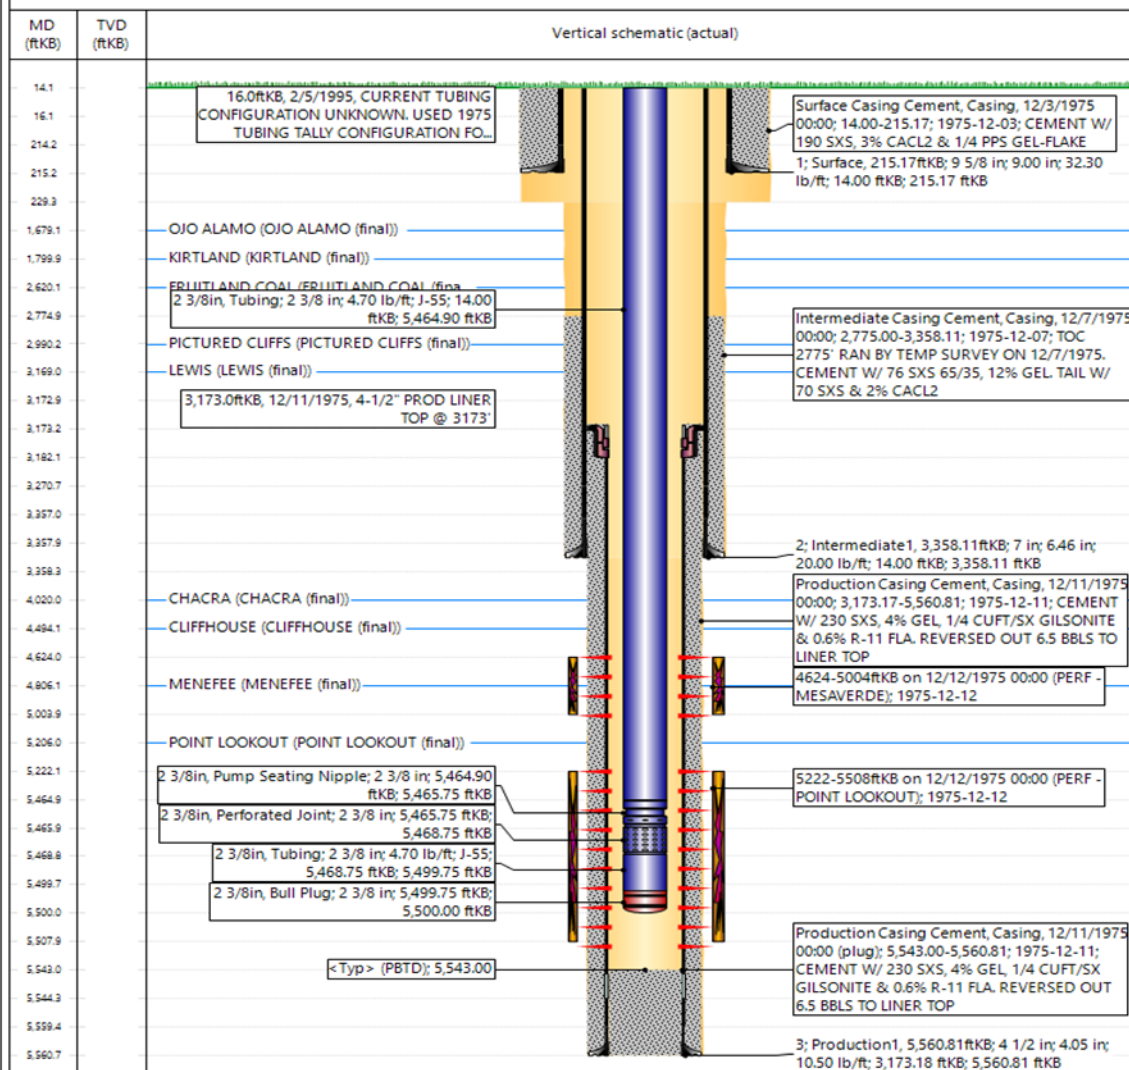 MD
(ftKB)
TVD
(ftKB)
Vertical schematic (actual)
14.1
16.1
214.2
215.2
229.3
1,679.1
1,799.9
2,620.1
2,774.9
2,990.2
3,169.0
3,172.9
3,173.2
3,182.1
3,270.7
3,357.0
3,357.9
3,358.3
4,020.0
4,494.1
4,624.0
4,806.1
5,003.9
5,206.0
5,222.1
5,464.9
5,465.9
5,468.8
5,499.7
5,500.0
5,507.9
5,543.0
5,544.3
5,559.4
5,560.7
16.0ftKB, 2/5/1995, CURRENT TUBING
CONFIGURATION UNKNOWN. USED 1975
TUBING TALLY CONFIGURATION FO...
OJO ALAMO (OJO ALAMO (final))
KIRTLAND (KIRTLAND (final))
FRUITLAND COAL (FRUITLAND COAL (fina
2 3/8in, Tubing; 2 3/8 in; 4.70 lb/ft; J-55; 14.00
ftKB; 5,464.90 ftKB
PICTURED CLIFFS (PICTURED CLIFFS (final))
LEWIS (LEWIS (final))
3,173.0ftKB, 12/11/1975, 4-1/2" PROD LINER
TOP @ 3173'
CHACRA (CHACRA (final))
CLIFFHOUSE (CLIFFHOUSE (final))
MENEFEE (MENEFEE (final))
POINT LOOKOUT (POINT LOOKOUT (final))
2 3/8in, Pump Seating Nipple; 2 3/8 in; 5,464.90
ftKB; 5,465.75 ftKB
2 3/8in, Perforated Joint; 2 3/8 in; 5,465.75 ftKB;
5,468.75 ftKB
2 3/8in, Tubing; 2 3/8 in; 4.70 lb/ft; J-55;
5,468.75 ftKB; 5,499.75 ftKB
2 3/8in, Bull Plug; 2 3/8 in; 5,499.75 ftKB;
5,500.00 ftKB
<Typ> (PBTD); 5,543.00
Surface Casing Cement, Casing, 12/3/1975
00:00; 14.00-215.17; 1975-12-03; CEMENT W/
190 SXS, 3% CACL2 & 1/4 PPS GEL-FLAKE
1; Surface, 215.17ftKB; 9 5/8 in; 9.00 in; 32.30
lb/ft; 14.00 ftKB; 215.17 ftKB
Intermediate Casing Cement, Casing, 12/7/1975
00:00; 2,775.00-3,358.11; 1975-12-07; TOC
2775' RAN BY TEMP SURVEY ON 12/7/1975.
CEMENT W/ 76 SXS 65/35, 12% GEL. TAIL W/
70 SXS & 2% CACL2
2; Intermediate1, 3,358.11ftKB; 7 in; 6.46 in;
20.00 lb/ft; 14.00 ftKB; 3,358.11 ftKB
Production Casing Cement, Casing, 12/11/1975
00:00; 3,173.17-5,560.81; 1975-12-11; CEMENT
W/ 230 SXS, 4% GEL, 1/4 CUFT/SX GILSONITE
& 0.6% R-11 FLA. REVERSED OUT 6.5 BBLS TO
LINER TOP
4624-5004ftKB on 12/12/1975 00:00 (PERF -
MESAVERDE); 1975-12-12
5222-5508ftKB on 12/12/1975 00:00 (PERF -
POINT LOOKOUT); 1975-12-12
Production Casing Cement, Casing, 12/11/1975
00:00 (plug); 5,543.00-5,560.81; 1975-12-11;
CEMENT W/ 230 SXS, 4% GEL, 1/4 CUFT/SX
GILSONITE & 0.6% R-11 FLA. REVERSED OUT
6.5 BBLS TO LINER TOP
3; Production1, 5,560.81ftKB; 4 1/2 in; 4.05 in;
10.50 lb/ft; 3,173.18 ftKB; 5,560.81 ftKB